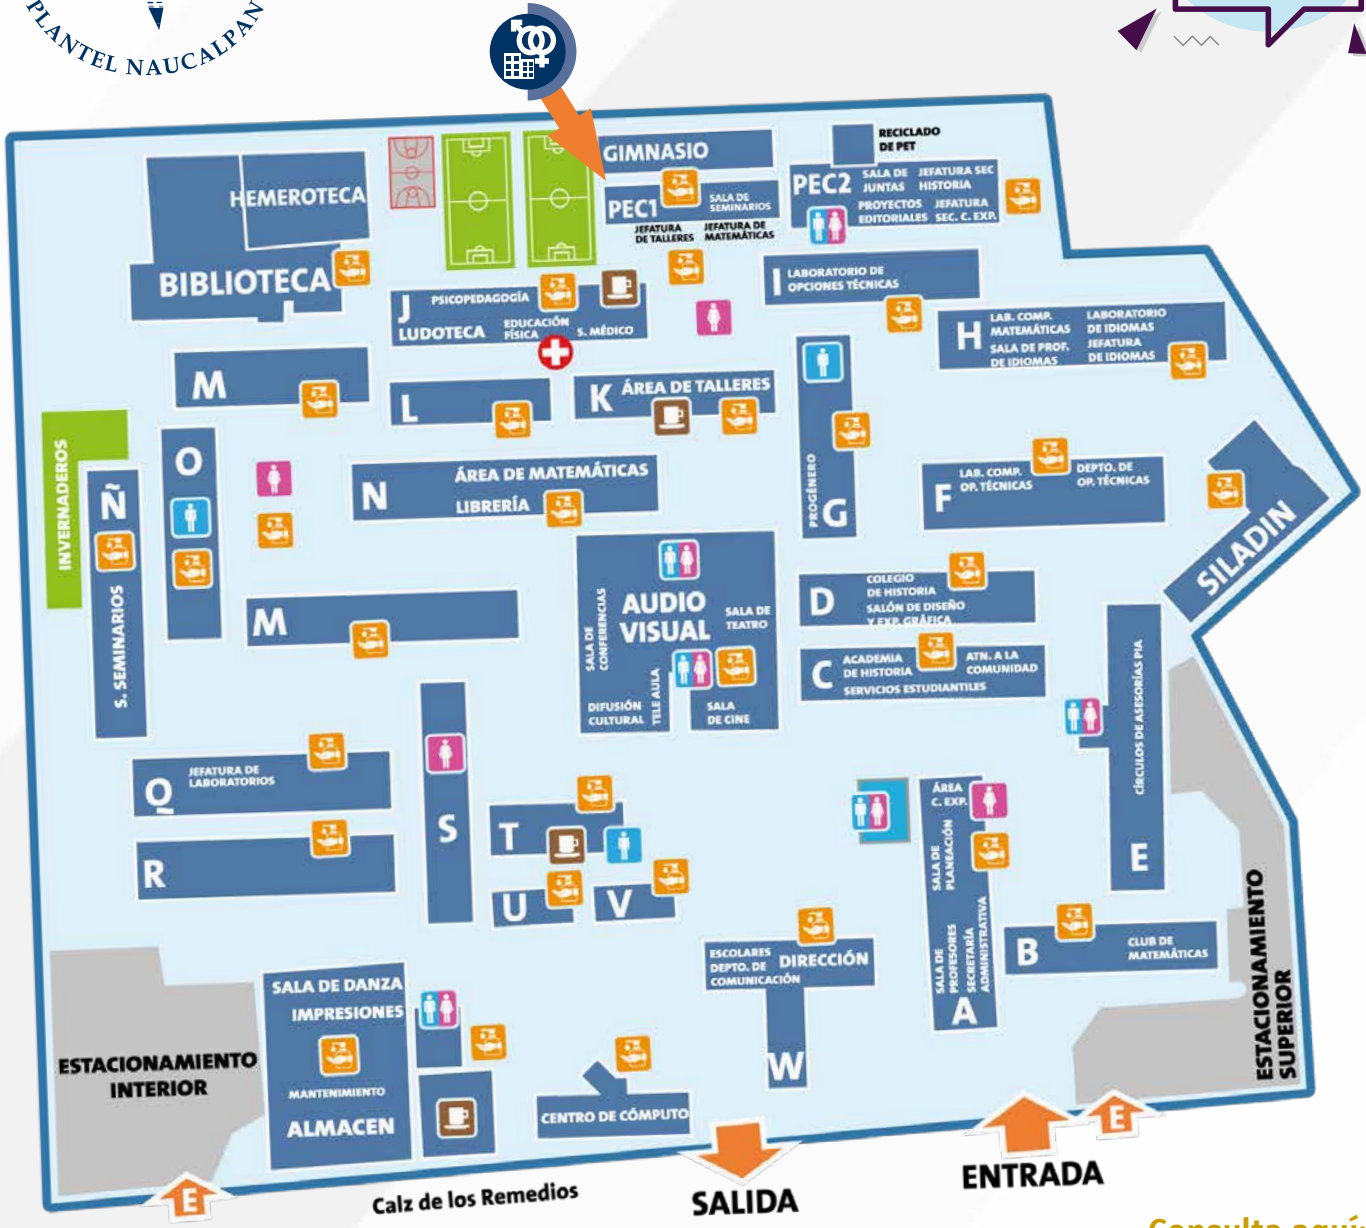 PLANTEL NAUCALPAN
HEMEROTECA
BIBLIOTECA
GIMNASIO
PEC1
SALA DE
SEMINARIOS
JEFATURA
DE TALLERES
JEFATURA DE
MATEMÁTICAS
RECICLADO
DE PET
PEC2
SALA DE
JUNTAS
JEFATURA SEC
HISTORIA
PROYECTOS
EDITORIALES
JEFATURA
SEC. C. EXP.
J
PSICOPEDAGOGÍA
LUDOTECA
EDUCACIÓN
FÍSICA
S. MÉDICO
I
LABORATORIO DE
OPCIONES TÉCNICAS
H
LAB. COMP.
MATEMÁTICAS
LABORATORIO
DE IDIOMAS
SALA DE PROF.
DE IDIOMAS
JEFATURA
DE IDIOMAS
M
L
K
ÁREA DE TALLERES
PROGÉNERO
G
INVERNADEROS
Ñ
S. SEMINARIOS
O
N
ÁREA DE MATEMÁTICAS
LIBRERÍA
F
LAB. COMP.
OP. TÉCNICAS
DEPTO. DE
OP. TÉCNICAS
SILADIN
M
AUDIO
VISUAL
SALA DE
CONFERENCIAS
SALA DE
TEATRO
DIFUSIÓN
CULTURAL
TELE AULA
SALA
DE CINE
D
COLEGIO
DE HISTORIA
SALÓN DE DISEÑO
Y EXP. GRÁFICA
C
ACADEMIA
DE HISTORIA
ATN. A LA
COMUNIDAD
SERVICIOS ESTUDIANTILES
CÍRCULOS DE ASESORÍAS PIA
E
Q
JEFATURA DE
LABORATORIOS
R
S
T
U
V
ÁREA
C. EXP.
SALA DE
PLANEACIÓN
SALA DE
PROFESORES
SECRETARÍA
ADMINISTRATIVA
A
B
CLUB DE
MATEMÁTICAS
ESCOLARES
DEPTO. DE
COMUNICACIÓN
DIRECCIÓN
W
ESTACIONAMIENTO
SUPERIOR
ESTACIONAMIENTO
INTERIOR
SALA DE DANZA
IMPRESIONES
MANTENIMIENTO
ALMACEN
CENTRO DE CÓMPUTO
E
E
Calz de los Remedios
SALIDA
ENTRADA
Consulta aquí